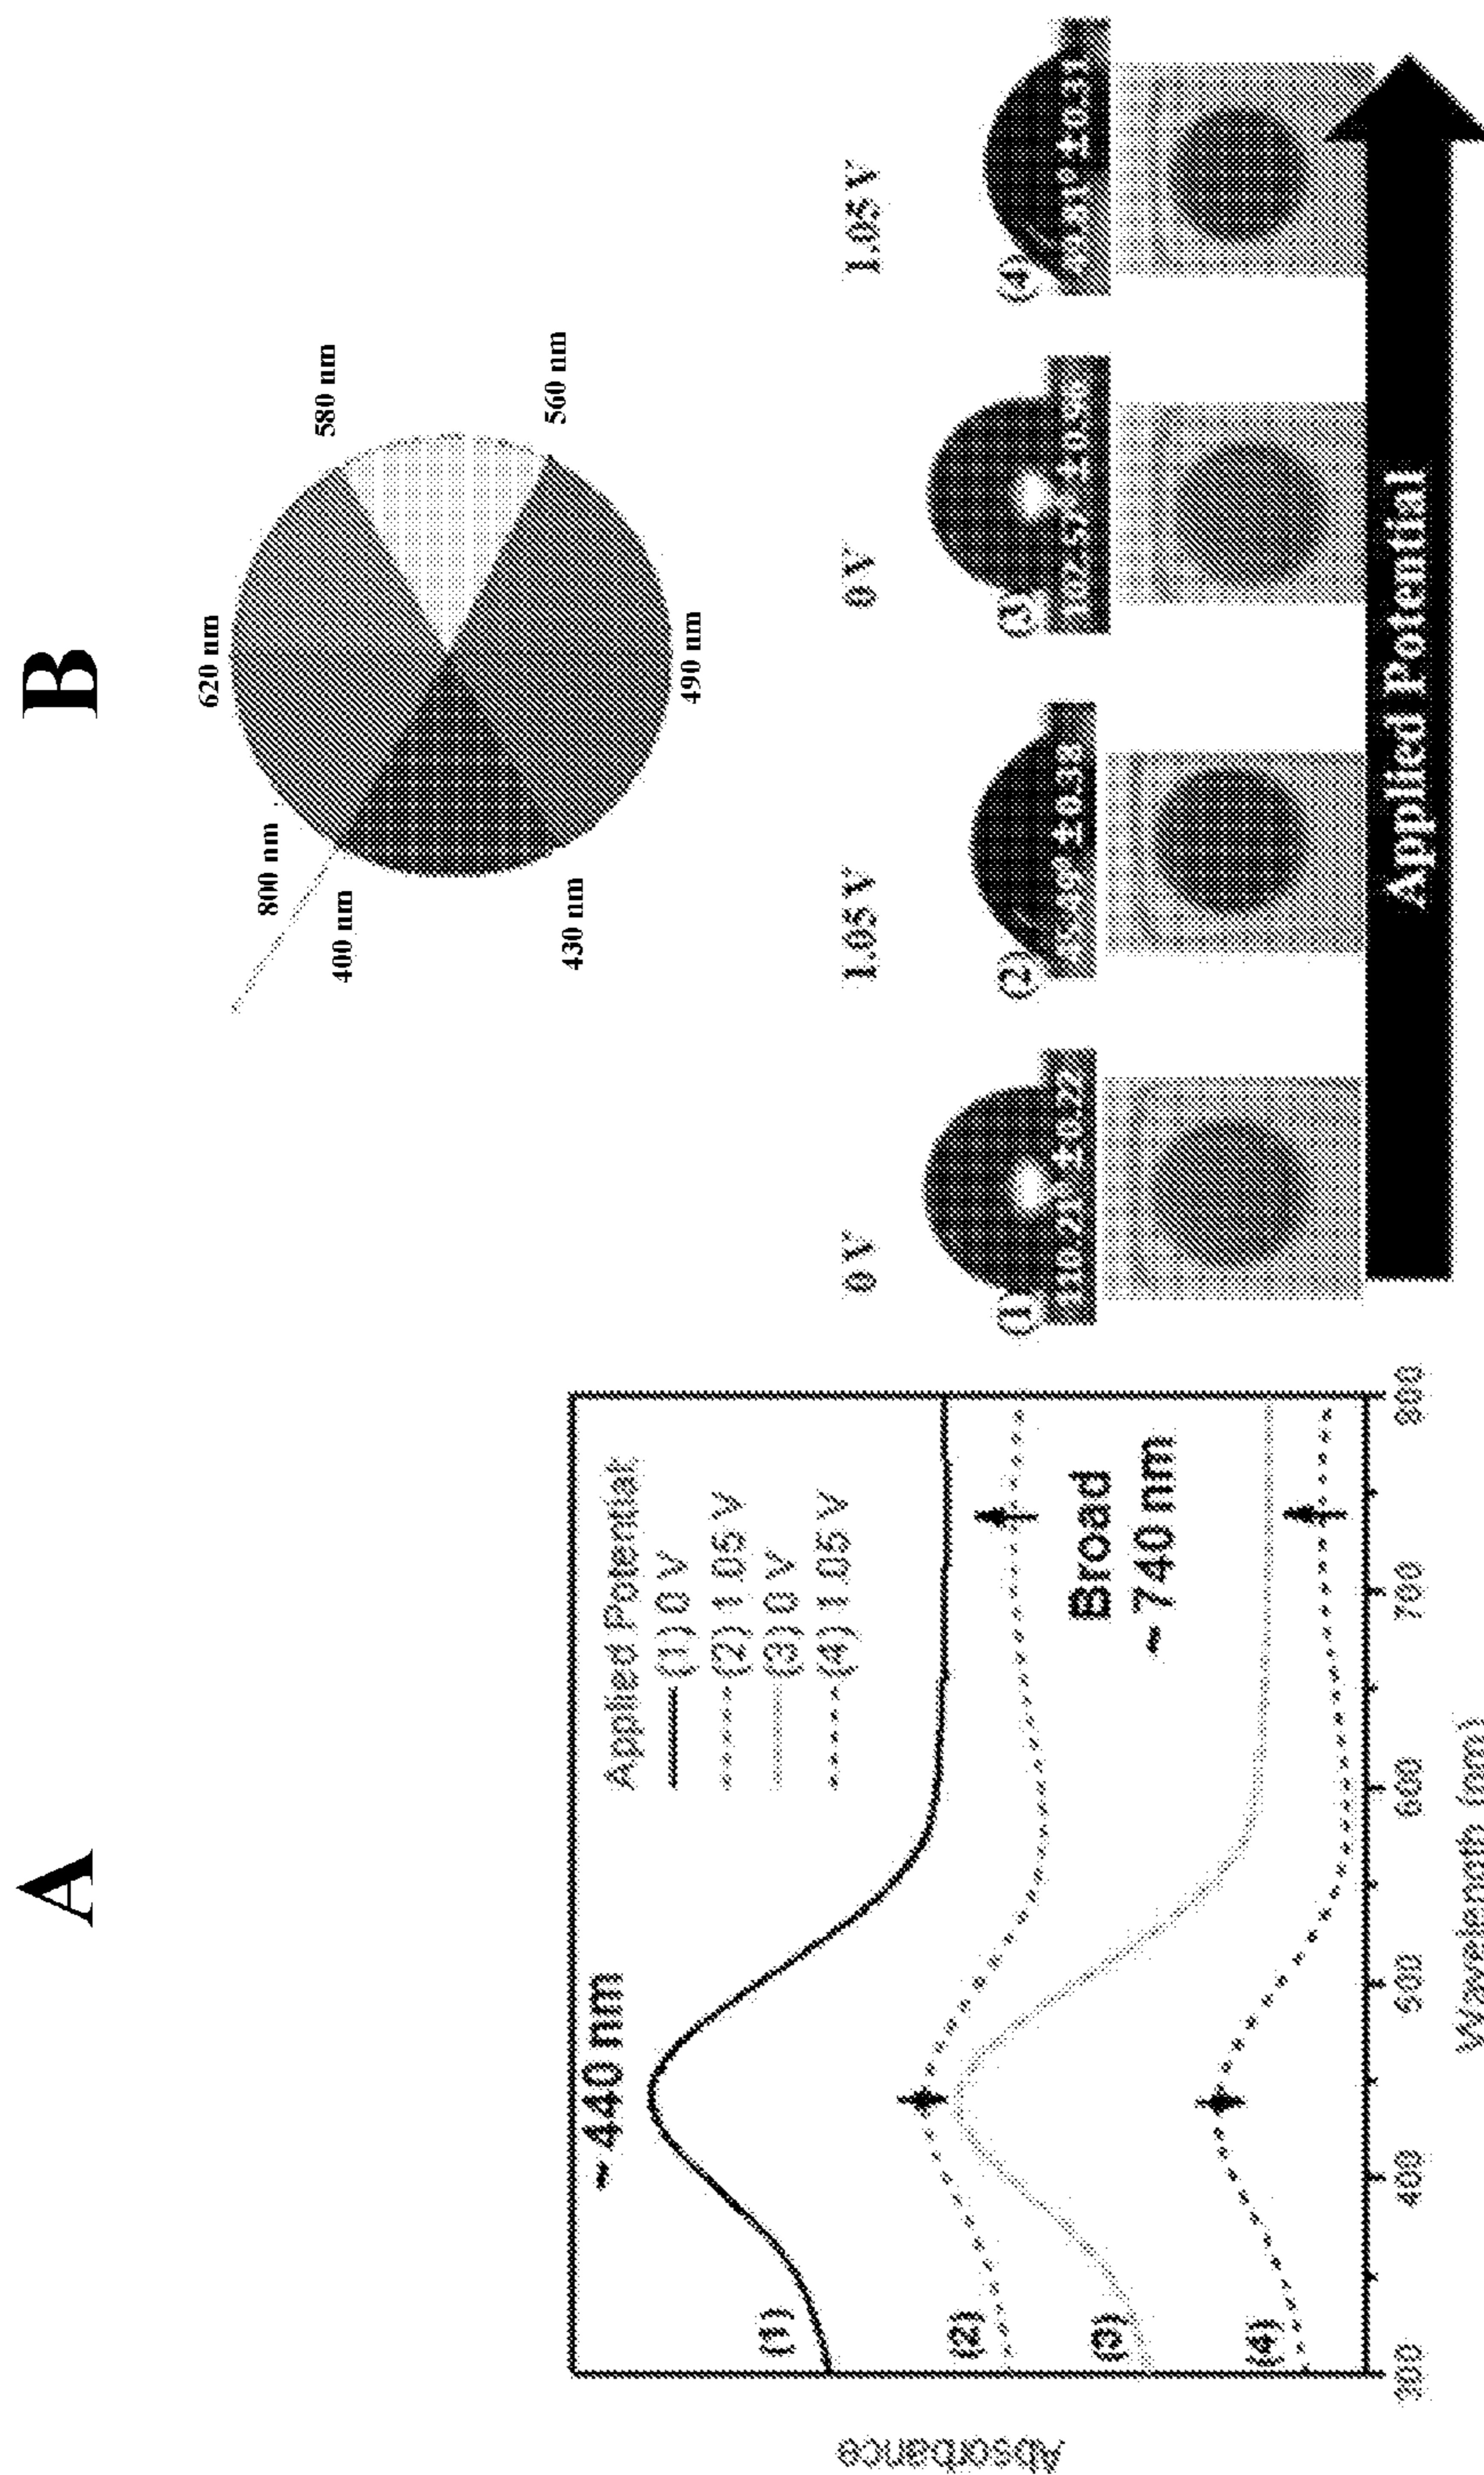 A
Absorbance
~ 440 nm
Applied Potential:
(1) 0 V
(2) 1.05 V
(3) 0 V
(4) 1.05 V
Broad
~ 740 nm
(1)
(2)
(3)
(4)
300 400 500 600 700 800
Wavelength (nm)
B
620 nm
800 nm
580 nm
400 nm
560 nm
430 nm
490 nm
0 V 1.05 V 0 V 1.05 V
(1) (2) (3) (4)
± 0.31
Applied Potential